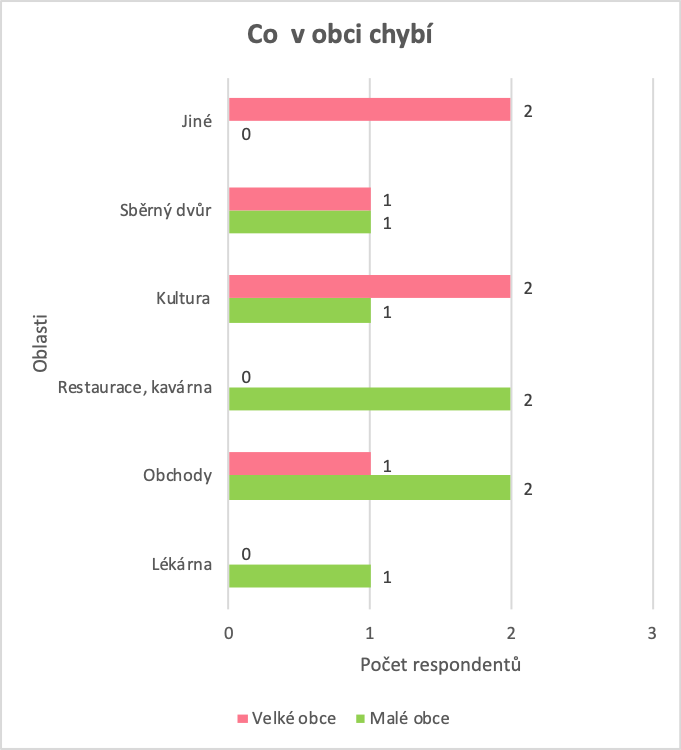 Co v obci chybí
Jiné
2
0
Sběrný dvůr
1
1
Kultura
2
1
Restaurace, kavárna
0
2
Obchody
1
2
Lékárna
0
1
Oblasti
0 1 2 3
Počet respondentů
Velké obce Malé obce